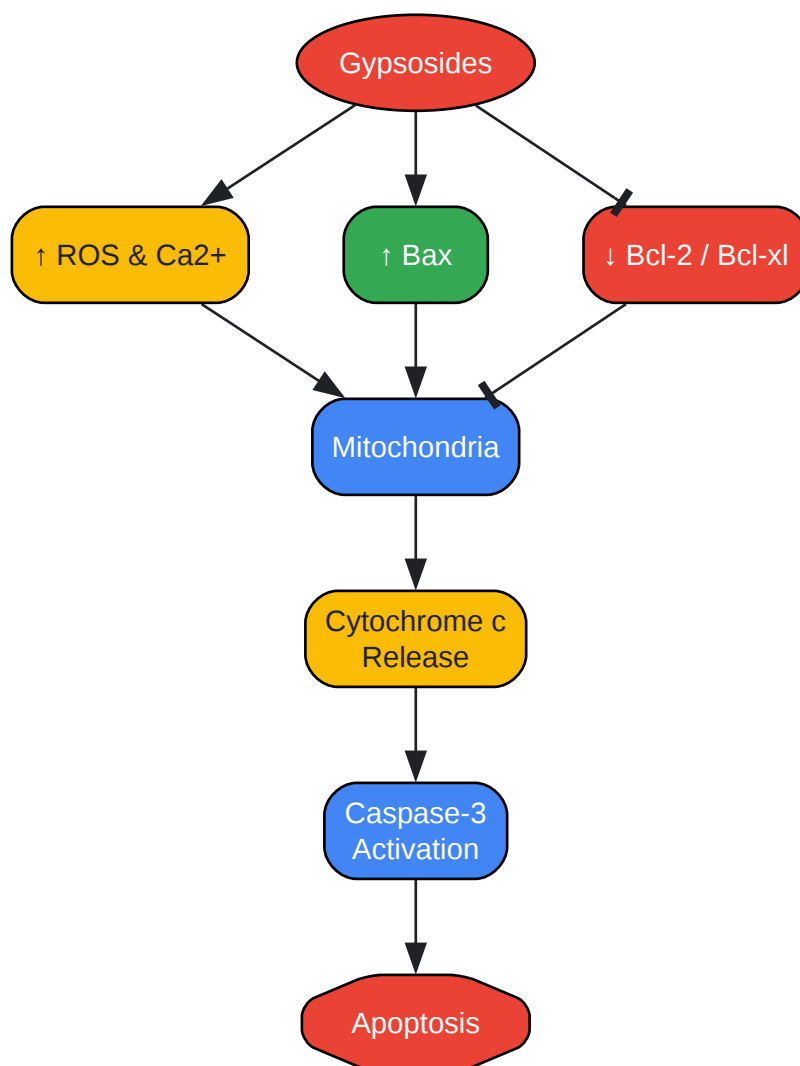 Gypsosides
↑ ROS & Ca2+
↑ Bax
↓ Bcl-2 / Bcl-xl
Mitochondria
Cytochrome c
Release
Caspase-3
Activation
Apoptosis